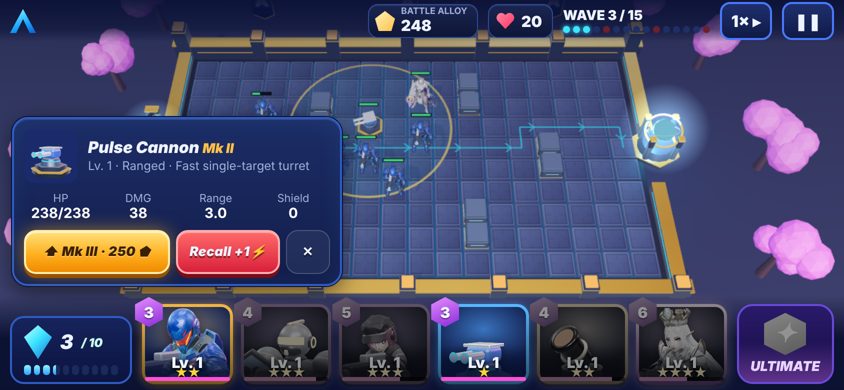 BATTLE ALLOY
248
20
WAVE 3 / 15
1×▶
Pulse Cannon Mk II
Lv. 1 · Ranged · Fast single-target turret
HP DMG Range Shield
238/238 38 3.0 0
Mk III · 250
Recall +1⚡
×
3 / 10
3 4 5 3 4 6
Lv. 1 Lv. 1 Lv. 1 Lv. 1 Lv. 1 Lv. 1
ULTIMATE